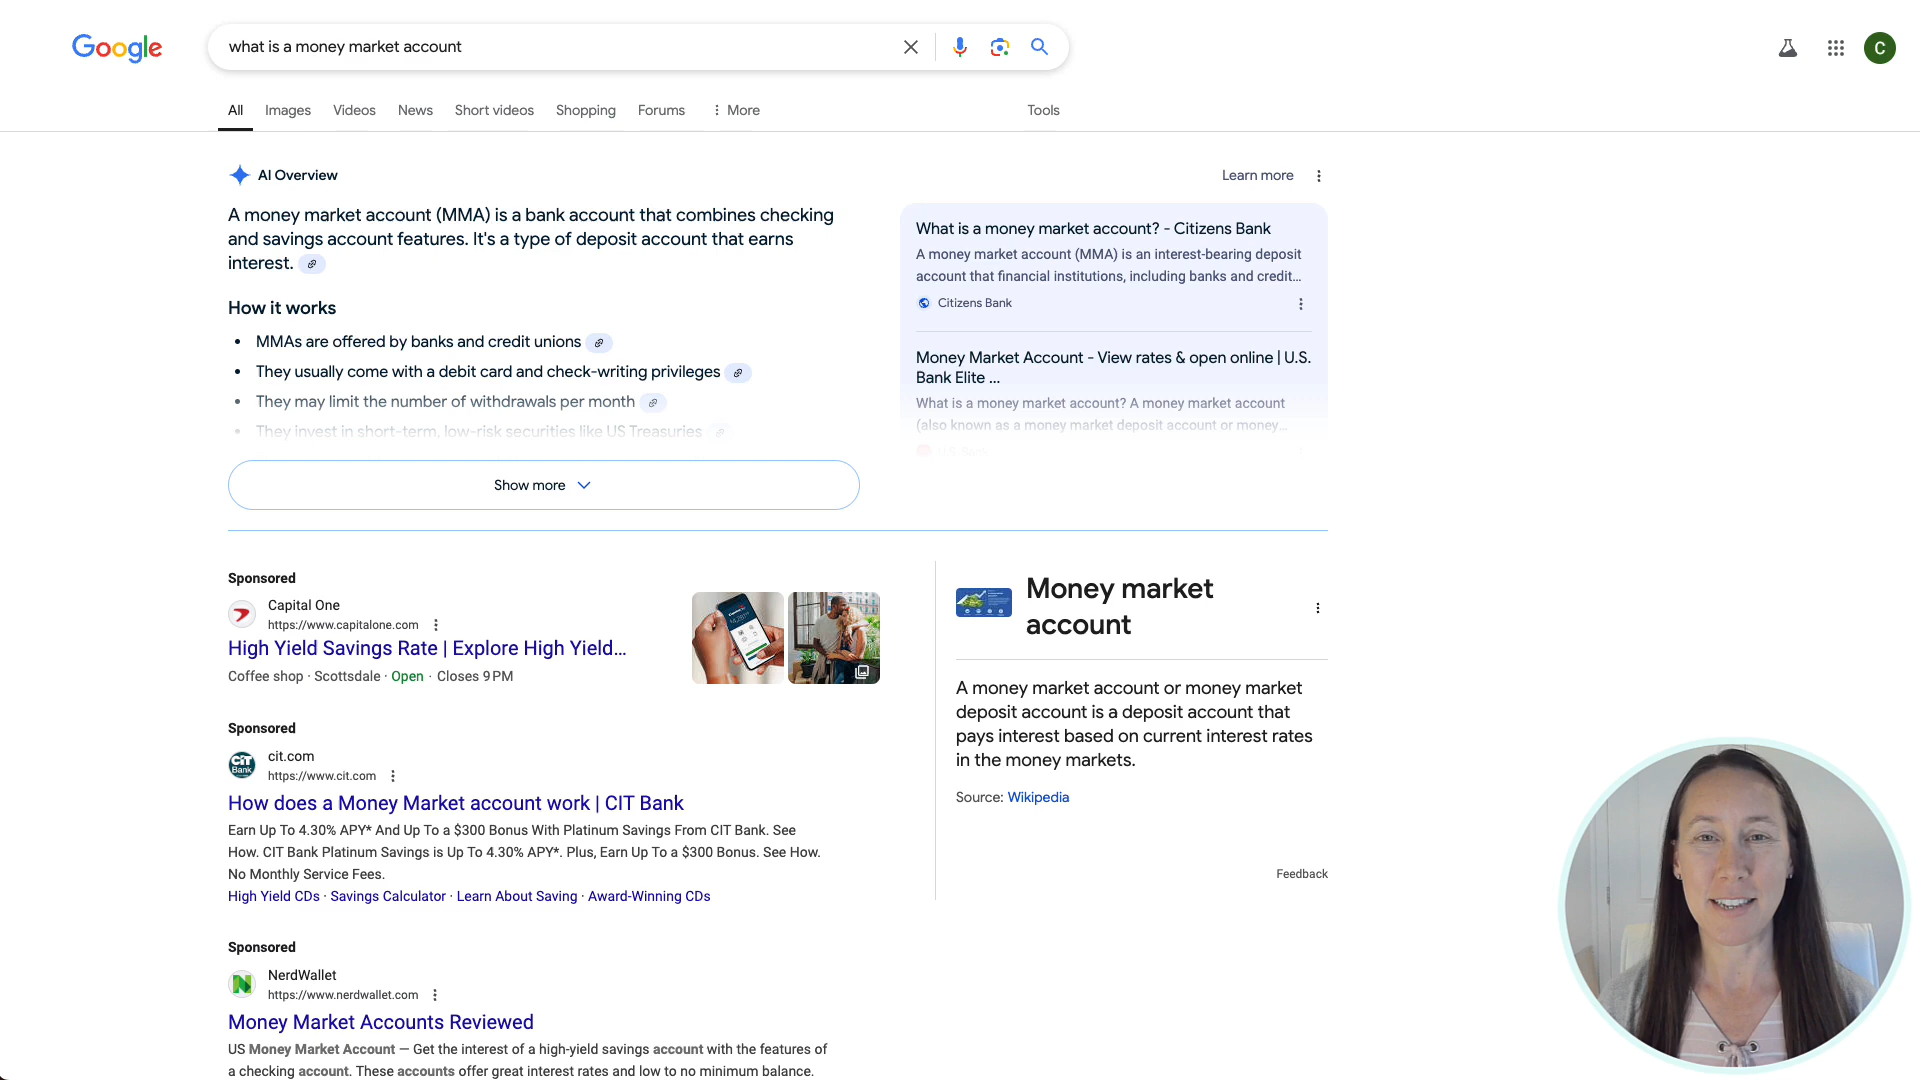 Google
what is a money market account
C
All Images Videos News Short videos Shopping Forums More Tools
AI Overview
Learn more
A money market account (MMA) is a bank account that combines checking
and savings account features. It's a type of deposit account that earns
interest.
How it works
• MMAs are offered by banks and credit unions
• They usually come with a debit card and check-writing privileges
• They may limit the number of withdrawals per month
• They invest in short-term, low-risk securities like US Treasuries
Show more
What is a money market account? - Citizens Bank
A money market account (MMA) is an interest-bearing deposit
account that financial institutions, including banks and credit...
Citizens Bank
Money Market Account - View rates & open online | U.S.
Bank Elite ...
What is a money market account? A money market account
(also known as a money market deposit account or money...
U.S. Bank
Sponsored
Capital One
https://www.capitalone.com
High Yield Savings Rate | Explore High Yield...
Coffee shop · Scottsdale · Open · Closes 9 PM
Sponsored
CiT
Bank
cit.com
https://www.cit.com
How does a Money Market account work | CIT Bank
Earn Up To 4.30% APY* And Up To a $300 Bonus With Platinum Savings From CIT Bank. See
How. CIT Bank Platinum Savings is Up To 4.30% APY*. Plus, Earn Up To a $300 Bonus. See How.
No Monthly Service Fees.
High Yield CDs · Savings Calculator · Learn About Saving · Award-Winning CDs
Sponsored
NerdWallet
https://www.nerdwallet.com
Money Market Accounts Reviewed
US Money Market Account — Get the interest of a high-yield savings account with the features of
a checking account. These accounts offer great interest rates and low to no minimum balance.
Money market
account
A money market account or money market
deposit account is a deposit account that
pays interest based on current interest rates
in the money markets.
Source: Wikipedia
Feedback